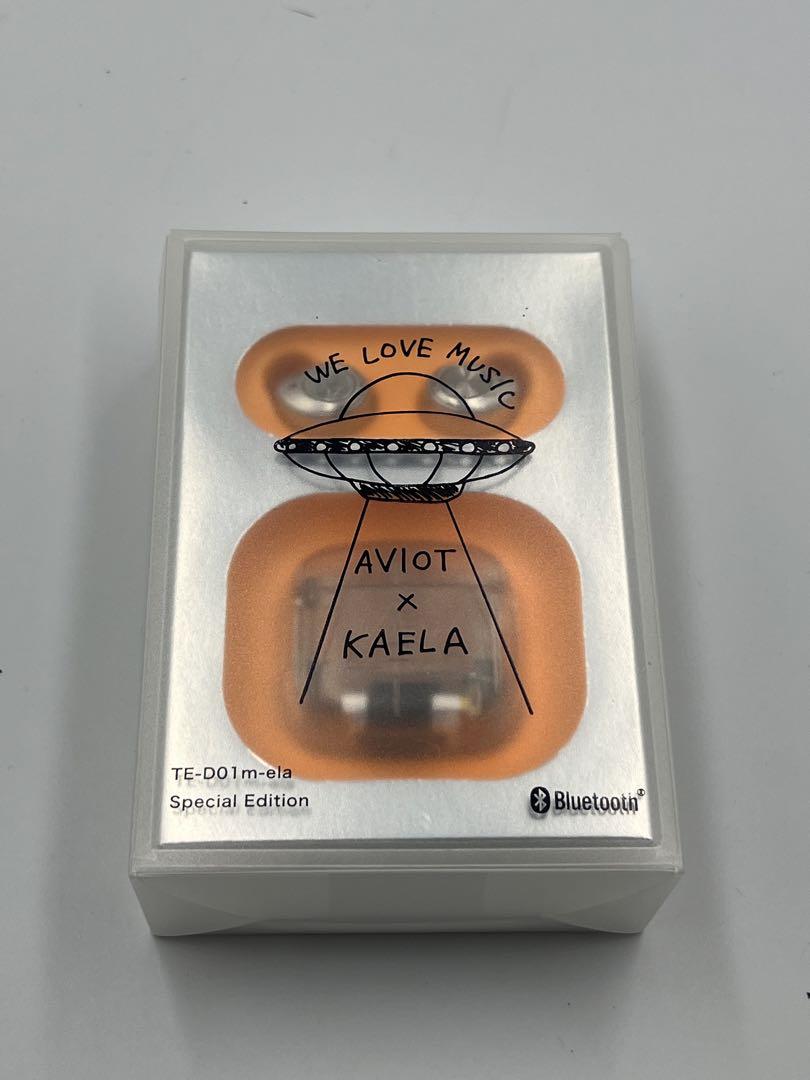 WE LOVE MUSIC
AVIOT
×
KAELA
TE-D01m-ela
Special Edition
Bluetooth®